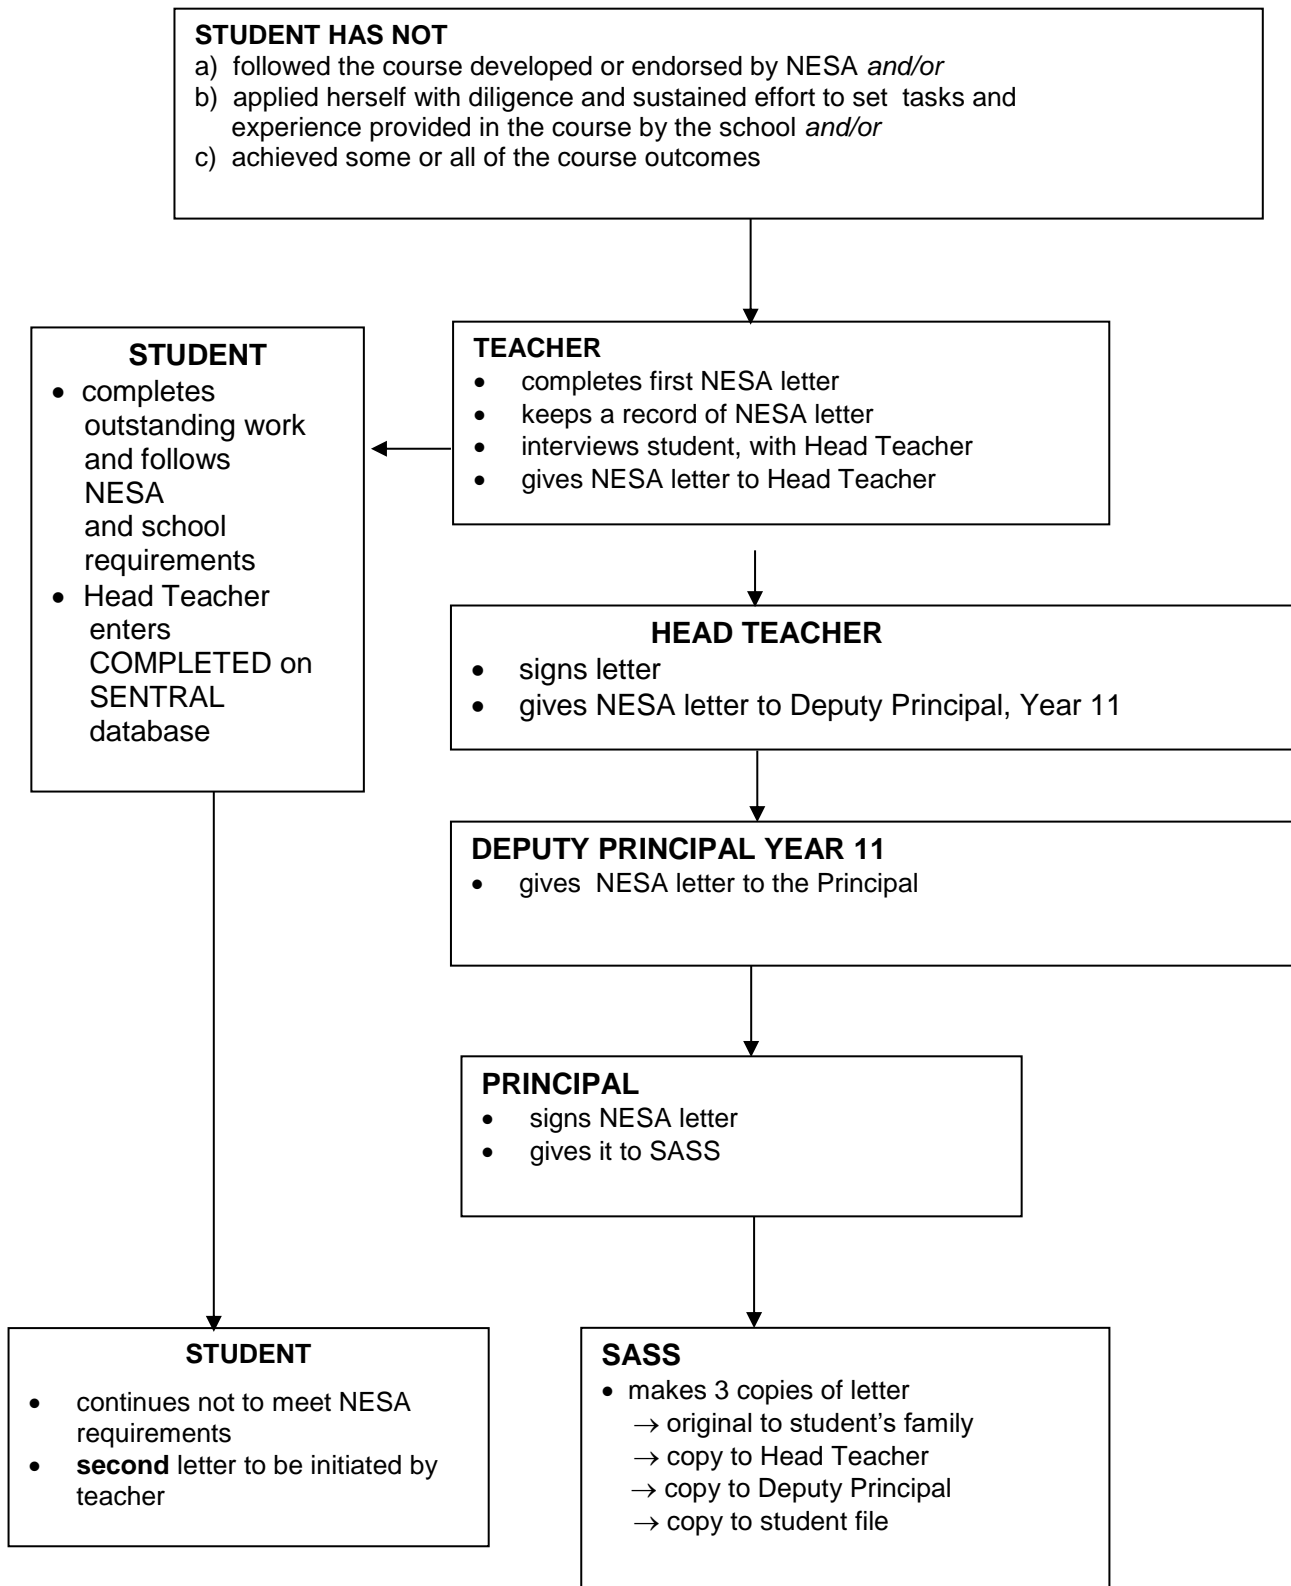 STUDENT HAS NOT
a) followed the course developed or endorsed by NESA and/or
b) applied herself with diligence and sustained effort to set tasks and
experience provided in the course by the school and/or
c) achieved some or all of the course outcomes
STUDENT
• completes
outstanding work
and follows
NESA
and school
requirements
• Head Teacher
enters
COMPLETED on
SENTRAL
database
TEACHER
• completes first NESA letter
• keeps a record of NESA letter
• interviews student, with Head Teacher
• gives NESA letter to Head Teacher
HEAD TEACHER
• signs letter
• gives NESA letter to Deputy Principal, Year 11
DEPUTY PRINCIPAL YEAR 11
• gives NESA letter to the Principal
PRINCIPAL
• signs NESA letter
• gives it to SASS
STUDENT
• continues not to meet NESA
requirements
• second letter to be initiated by
teacher
SASS
• makes 3 copies of letter
→ original to student’s family
→ copy to Head Teacher
→ copy to Deputy Principal
→ copy to student file